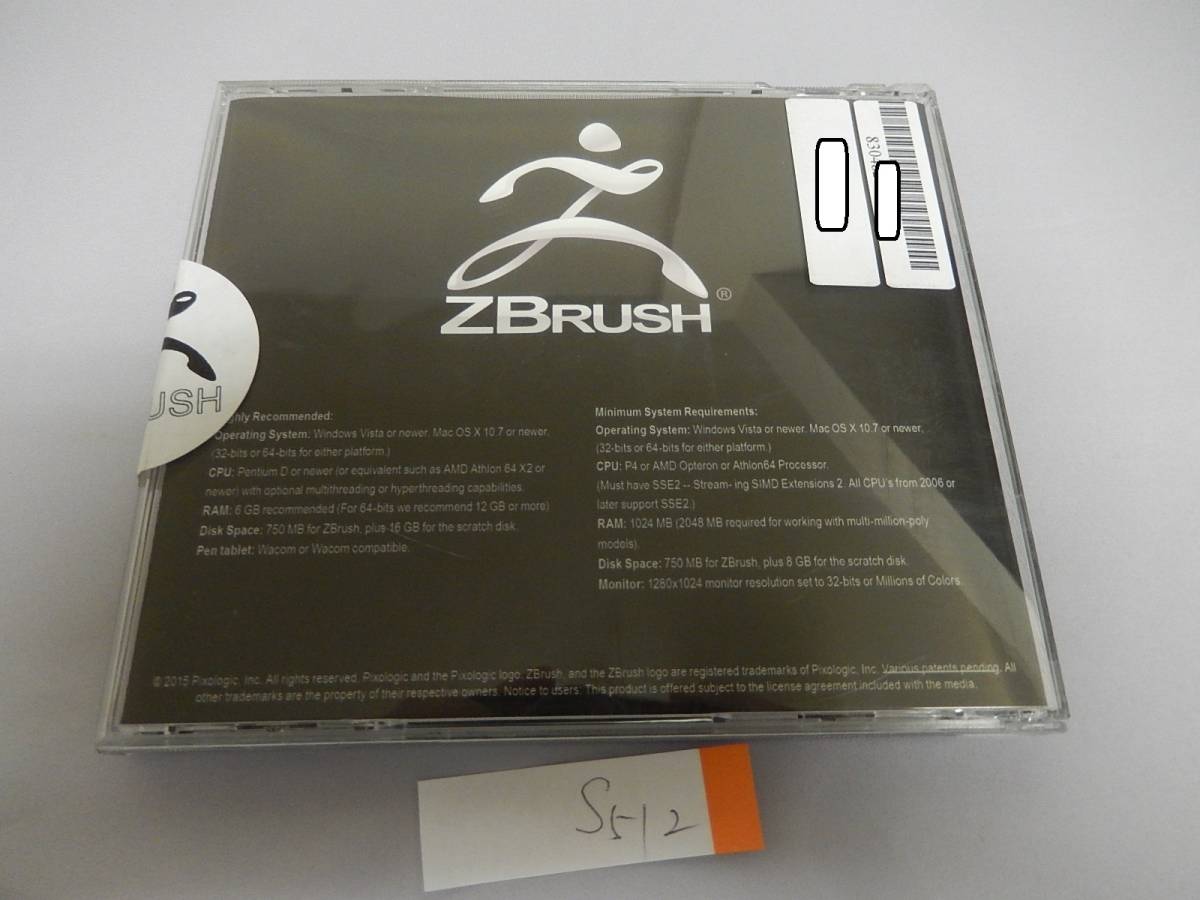 ZBRUSH®
8304
USH
Highly Recommended:
Operating System: Windows Vista or newer. Mac OS X 10.7 or newer.
(32-bits or 64-bits for either platform.)
CPU: Pentium D or newer (or equivalent such as AMD Athlon 64 X2 or
newer) with optional multithreading or hyperthreading capabilities.
RAM: 6 GB recommended (For 64-bits we recommend 12 GB or more)
Disk Space: 750 MB for ZBrush, plus 16 GB for the scratch disk.
Pen tablet: Wacom or Wacom compatible.
Minimum System Requirements:
Operating System: Windows Vista or newer. Mac OS X 10.7 or newer.
(32-bits or 64-bits for either platform.)
CPU: P4 or AMD Opteron or Athlon64 Processor.
(Must have SSE2 -- Stream- ing SIMD Extensions 2. All CPU's from 2006 or
later support SSE2.)
RAM: 1024 MB (2048 MB required for working with multi-million-poly
models).
Disk Space: 750 MB for ZBrush, plus 8 GB for the scratch disk.
Monitor: 1280x1024 monitor resolution set to 32-bits or Millions of Colors.
© 2015 Pixologic, Inc. All rights reserved, Pixologic and the Pixologic logo, ZBrush, and the ZBrush logo are registered trademarks of Pixologic, Inc. Various patents pending. All
other trademarks are the property of their respective owners. Notice to users: This product is offered subject to the license agreement included with the media.
S512